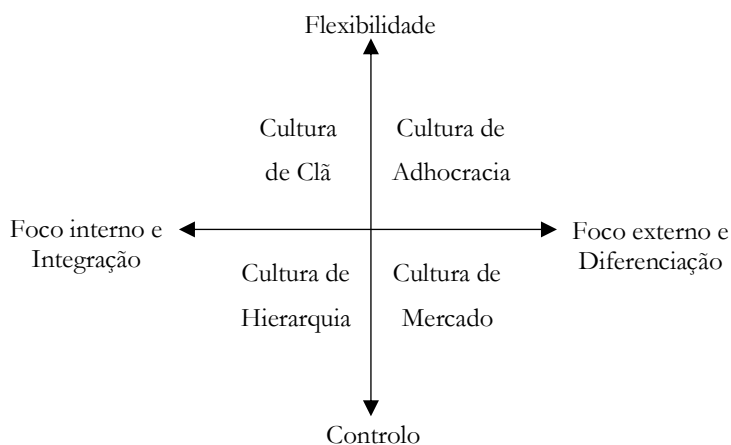 Flexibilidade
Cultura
de Clã
Cultura de
Adhocracia
Foco interno e
Integração
Foco externo e
Diferenciação
Cultura de
Hierarquia
Cultura de
Mercado
Controlo